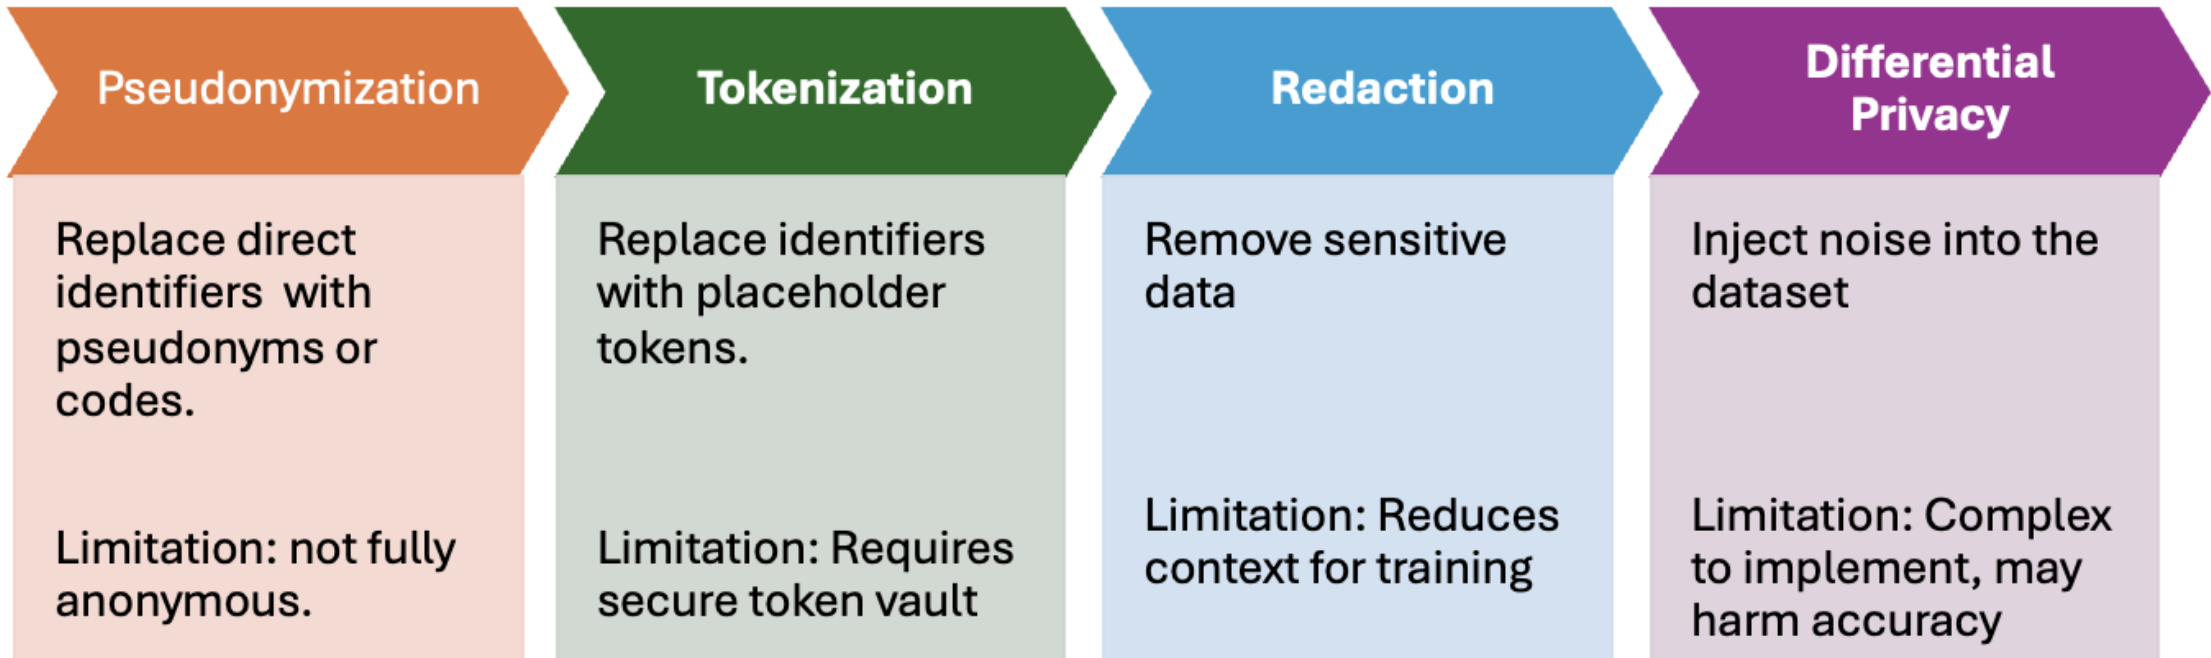 Pseudonymization
Replace direct
identifiers with
pseudonyms or
codes.
Limitation: not fully
anonymous.
Tokenization
Replace identifiers
with placeholder
tokens.
Limitation: Requires
secure token vault
Redaction
Remove sensitive
data
Limitation: Reduces
context for training
Differential
Privacy
Inject noise into the
dataset
Limitation: Complex
to implement, may
harm accuracy